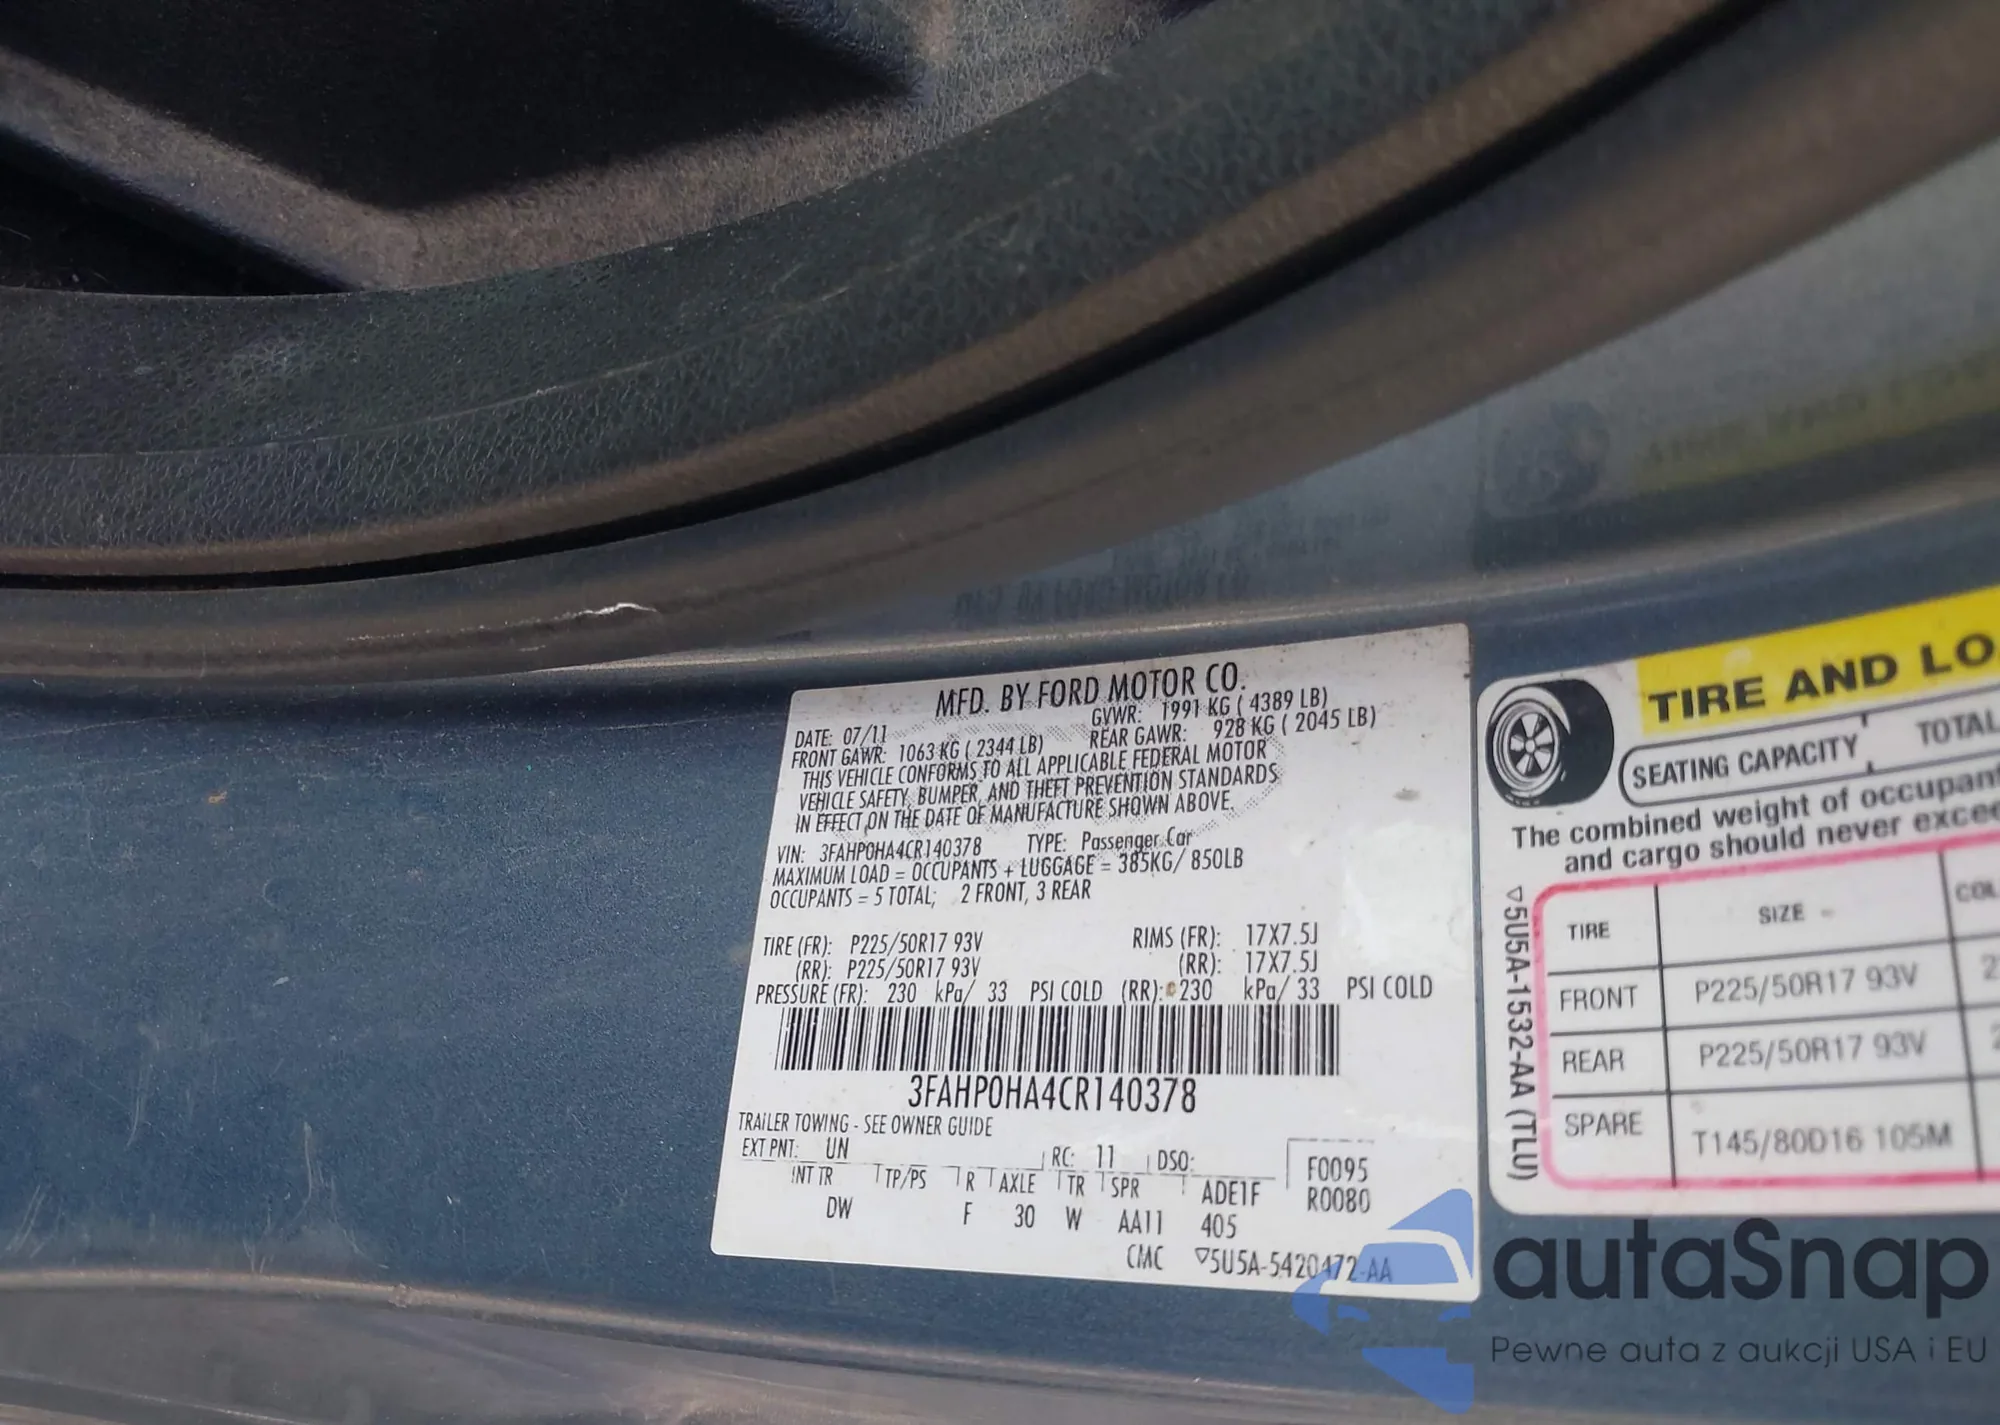 MFD. BY FORD MOTOR CO.
DATE: 07/11 GVWR: 1991 KG ( 4389 LB)
FRONT GAWR: 1063 KG ( 2344 LB) REAR GAWR: 928 KG ( 2045 LB)
THIS VEHICLE CONFORMS TO ALL APPLICABLE FEDERAL MOTOR
VEHICLE SAFETY, BUMPER, AND THEFT PREVENTION STANDARDS
IN EFFECT ON THE DATE OF MANUFACTURE SHOWN ABOVE.
VIN: 3FAHP0HA4CR140378 TYPE: Passenger Car
MAXIMUM LOAD = OCCUPANTS + LUGGAGE = 385KG/ 850LB
OCCUPANTS = 5 TOTAL; 2 FRONT, 3 REAR
TIRE (FR): P225/50R17 93V RIMS (FR): 17X7.5J
(RR): P225/50R17 93V (RR): 17X7.5J
PRESSURE (FR): 230 kPa/ 33 PSI COLD (RR): 230 kPa/ 33 PSI COLD
3FAHP0HA4CR140378
TRAILER TOWING - SEE OWNER GUIDE
EXT PNT: UN RC: 11 DSO: F0095
INT TR TP/PS R AXLE TR SPR ADE1F R0080
DW F 30 W AA11 405
CMC ▽5U5A-5420472-AA
TIRE AND LO
SEATING CAPACITY TOTAL
The combined weight of occupant
and cargo should never excee
▽5U5A-1532-AA (TLU)
TIRE SIZE COL
FRONT P225/50R17 93V 2
REAR P225/50R17 93V 2
SPARE T145/80D16 105M
autaSnap
Pewne auta z aukcji USA i EU